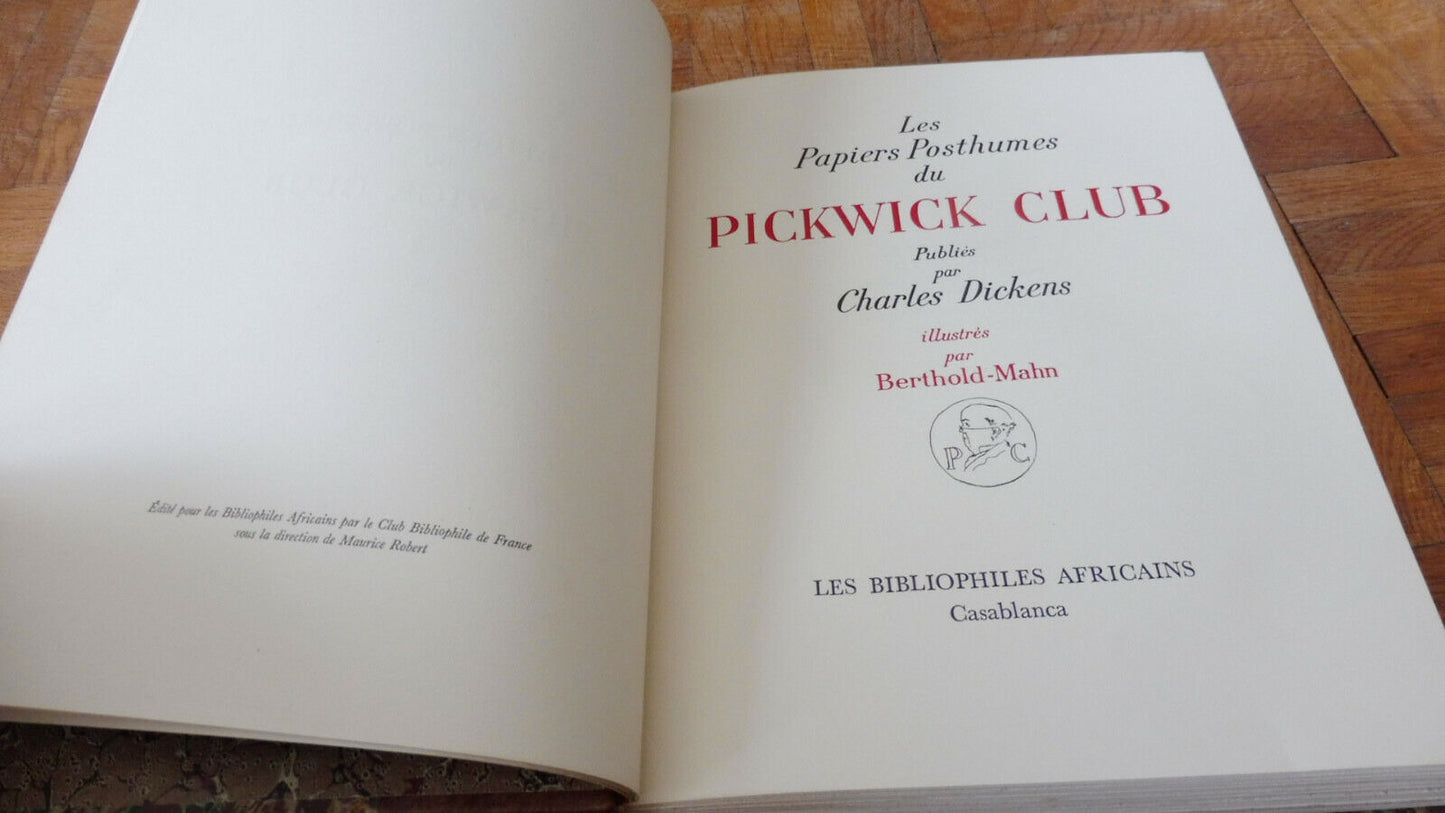 Édité pour les Bibliophiles Africains par le Club Bibliophile de France
sous la direction de Maurice Robert
Les
Papiers Posthumes
du
PICKWICK CLUB
Publiés
par
Charles Dickens
illustrés
par
Berthold-Mahn
P C
LES BIBLIOPHILES AFRICAINS
Casablanca